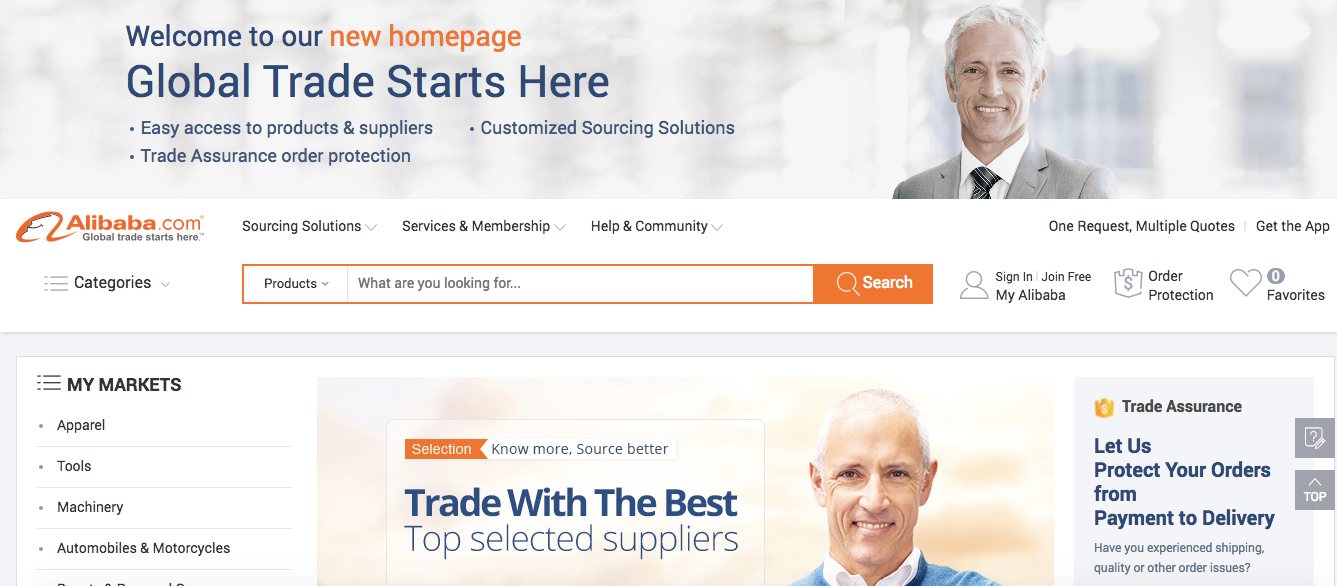 Welcome to our new homepage
Global Trade Starts Here
• Easy access to products & suppliers
• Customized Sourcing Solutions
• Trade Assurance order protection
Alibaba.com®
Global trade starts here.™
Sourcing Solutions
Services & Membership
Help & Community
One Request, Multiple Quotes
Get the App
Categories
Products
What are you looking for...
Search
Sign In | Join Free
My Alibaba
Order
Protection
0
Favorites
MY MARKETS
• Apparel
• Tools
• Machinery
• Automobiles & Motorcycles
Selection
Know more, Source better
Trade With The Best
Top selected suppliers
Trade Assurance
Let Us
Protect Your Orders
from
Payment to Delivery
Have you experienced shipping,
quality or other order issues?
TOP